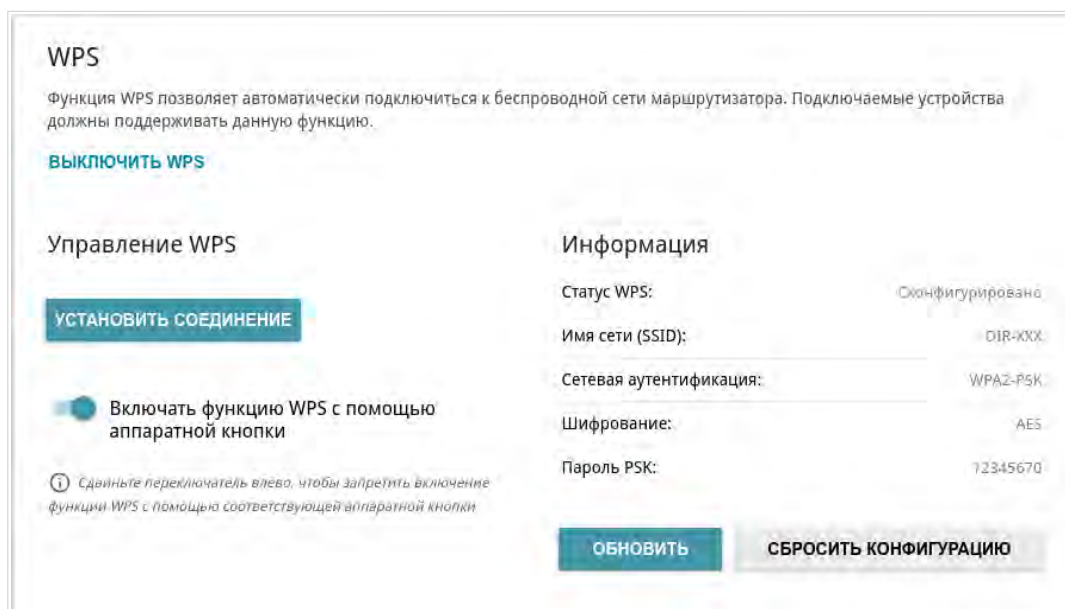 WPS
Функция WPS позволяет автоматически подключиться к беспроводной сети маршрутизатора. Подключаемые устройства
должны поддерживать данную функцию.
ВЫКЛЮЧИТЬ WPS
Управление WPS
УСТАНОВИТЬ СОЕДИНЕНИЕ
Включать функцию WPS с помощью
аппаратной кнопки
Сдвиньте переключатель влево, чтобы запретить включение
функции WPS с помощью соответствующей аппаратной кнопки
Информация
Статус WPS: Сконфигурировано
Имя сети (SSID): DIR-XXX
Сетевая аутентификация: WPA2-PSK
Шифрование: AES
Пароль PSK: 12345670
ОБНОВИТЬ СБРОСИТЬ КОНФИГУРАЦИЮ